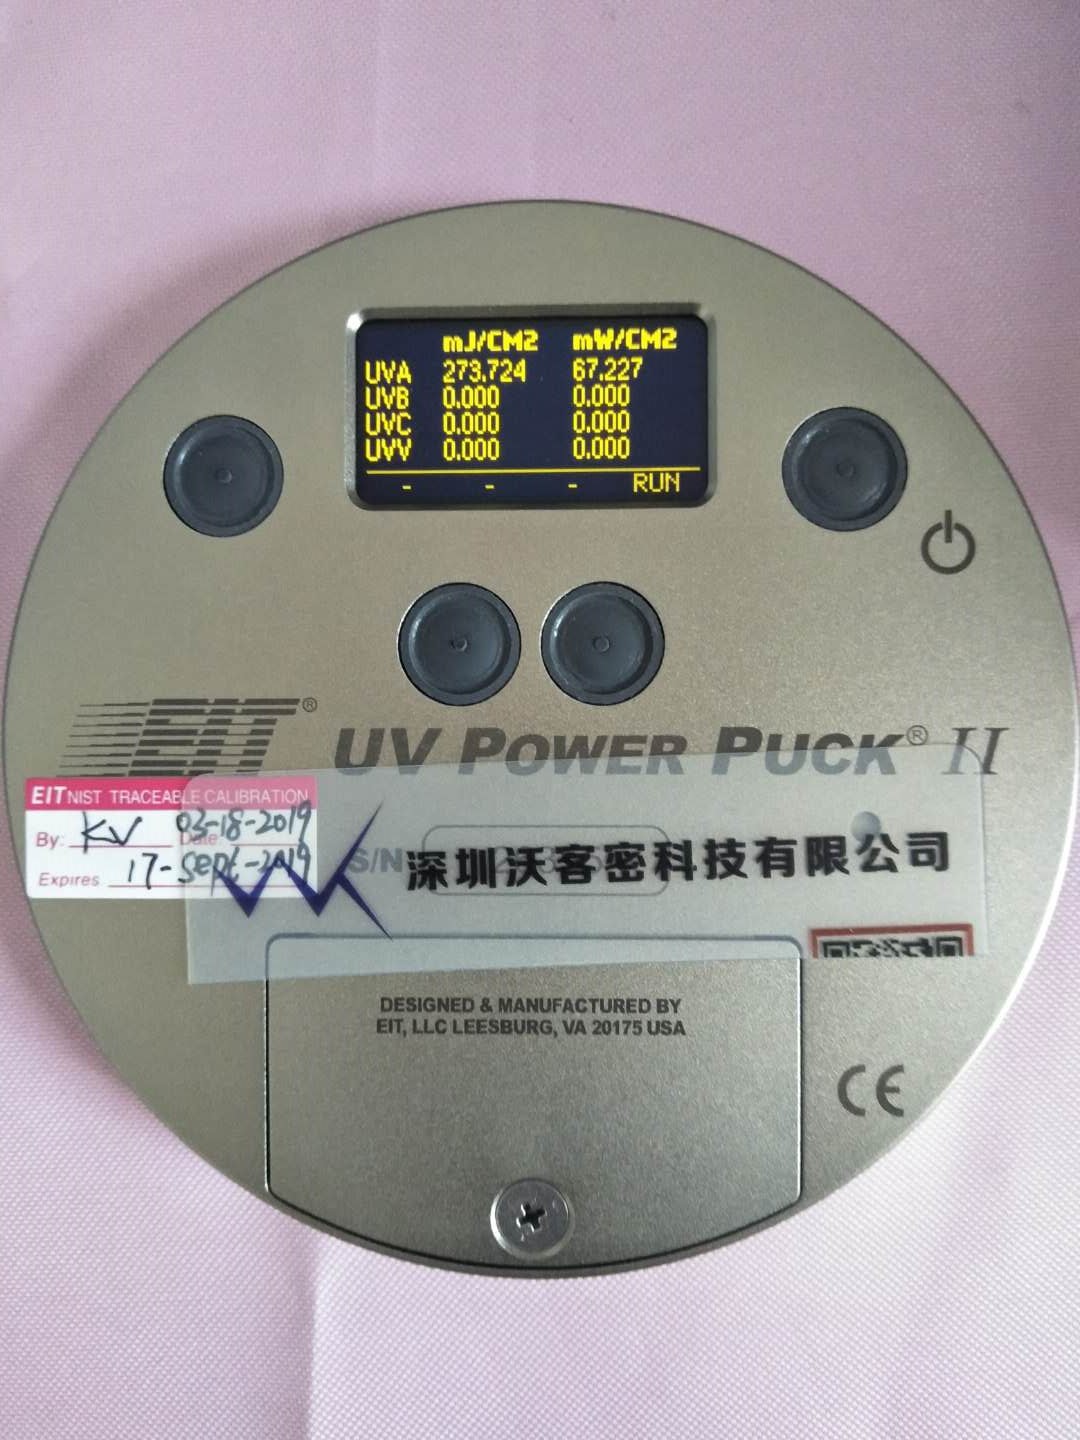 mJ/CM2 mW/CM2
UVA 273.724 67.227
UVB 0.000 0.000
UVC 0.000 0.000
UVV 0.000 0.000
- - - RUN
EIT®
UV POWER PUCK® II
EIT NIST TRACEABLE CALIBRATION
By: KV Date: 03-18-2019
Expires 17-Sept-2019
S/N
深圳沃客密科技有限公司
DESIGNED & MANUFACTURED BY
EIT, LLC LEESBURG, VA 20175 USA
CE